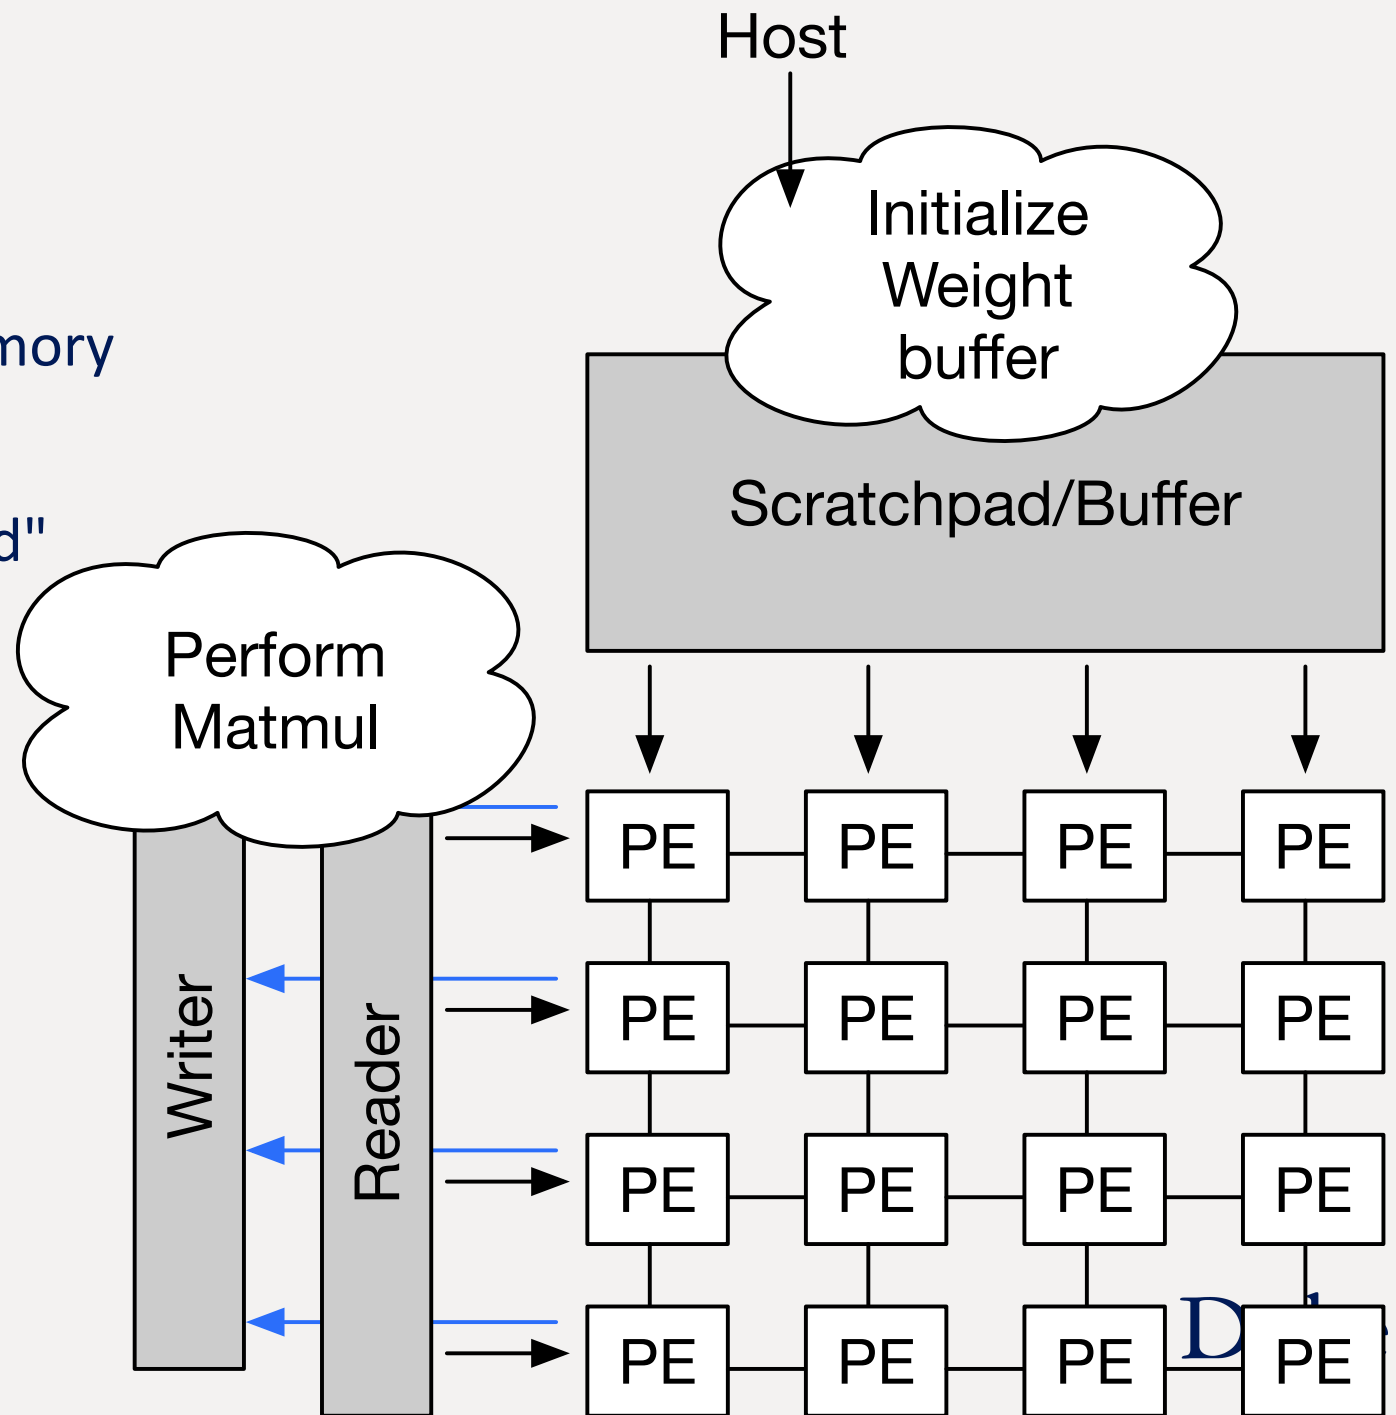 Host
Initialize
Weight
buffer
mory
Scratchpad/Buffer
d"
Perform
Matmul
PE PE PE PE
Writer
Reader
PE PE PE PE
PE PE PE PE
PE PE PE PE